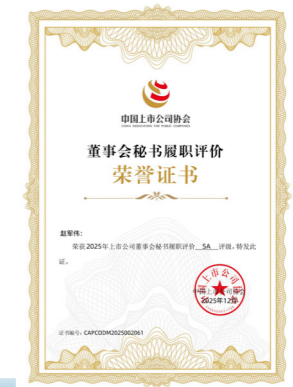 中国上市公司协会
CHINA ASSOCIATION FOR PUBLIC COMPANIES
董事会秘书履职评价
荣誉证书
赵军伟：
荣获2025年上市公司董事会秘书履职评价 5A 评级，特发此
证。
中国上市公司协会
2025年12月
证书编号：CAPCODM2025002061